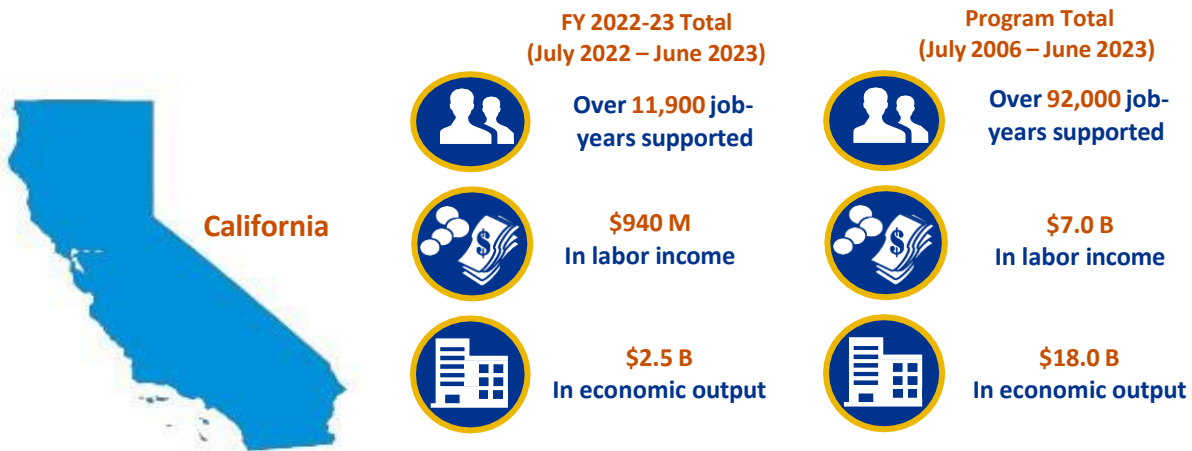 California
FY 2022-23 Total
(July 2022 – June 2023)
Over 11,900 job-
years supported
$940 M
In labor income
$2.5 B
In economic output
Program Total
(July 2006 – June 2023)
Over 92,000 job-
years supported
$7.0 B
In labor income
$18.0 B
In economic output